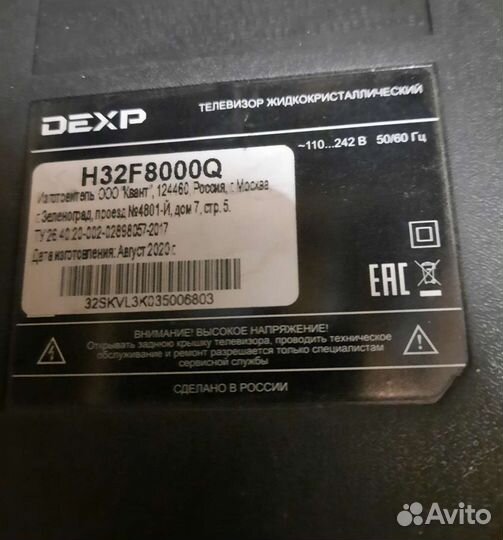 DEXP
ТЕЛЕВИЗОР ЖИДКОКРИСТАЛЛИЧЕСКИЙ
~110...242 В 50/60 Гц
H32F8000Q
Изготовитель ООО "Квант", 124460, Россия, г. Москва
г. Зеленоград, проезд №4801-Й, дом 7, стр. 5.
ТУ 26.40.20-002-02898057-2017
Дата изготовления: Август 2020 г.
32SKVL3K035006803
EAC
ВНИМАНИЕ! ВЫСОКОЕ НАПРЯЖЕНИЕ!
Открывать заднюю крышку телевизора, проводить техническое
обслуживание и ремонт разрешается только специалистам
сервисной службы
СДЕЛАНО В РОССИИ
Avito